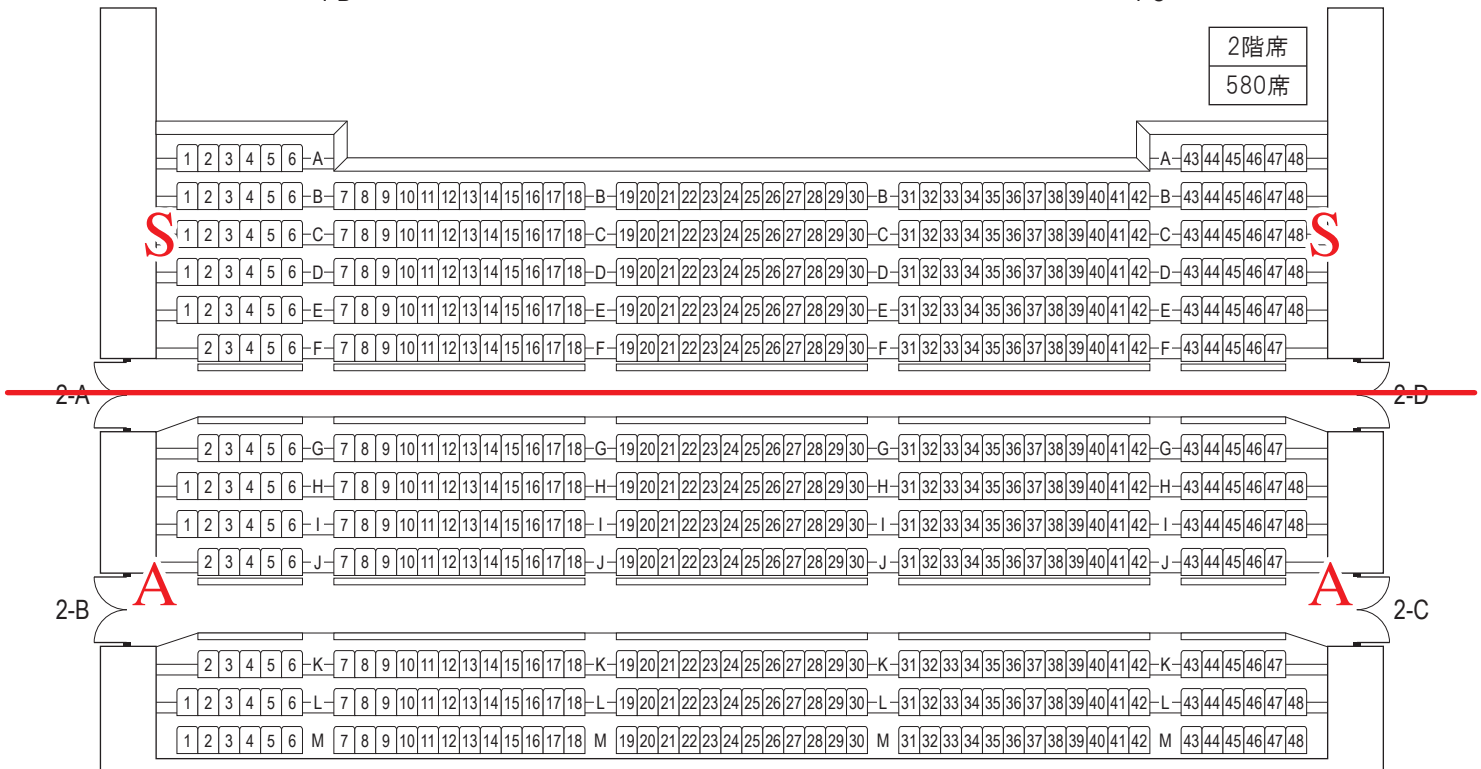 2階席
580席
1 2 3 4 5 6 A A 43 44 45 46 47 48
1 2 3 4 5 6 B 7 8 9 10 11 12 13 14 15 16 17 18 B 19 20 21 22 23 24 25 26 27 28 29 30 B 31 32 33 34 35 36 37 38 39 40 41 42 B 43 44 45 46 47 48
S 1 2 3 4 5 6 C 7 8 9 10 11 12 13 14 15 16 17 18 C 19 20 21 22 23 24 25 26 27 28 29 30 C 31 32 33 34 35 36 37 38 39 40 41 42 C 43 44 45 46 47 48 S
1 2 3 4 5 6 D 7 8 9 10 11 12 13 14 15 16 17 18 D 19 20 21 22 23 24 25 26 27 28 29 30 D 31 32 33 34 35 36 37 38 39 40 41 42 D 43 44 45 46 47 48
1 2 3 4 5 6 E 7 8 9 10 11 12 13 14 15 16 17 18 E 19 20 21 22 23 24 25 26 27 28 29 30 E 31 32 33 34 35 36 37 38 39 40 41 42 E 43 44 45 46 47 48
2 3 4 5 6 F 7 8 9 10 11 12 13 14 15 16 17 18 F 19 20 21 22 23 24 25 26 27 28 29 30 F 31 32 33 34 35 36 37 38 39 40 41 42 F 43 44 45 46 47
2-A 2-D
2 3 4 5 6 G 7 8 9 10 11 12 13 14 15 16 17 18 G 19 20 21 22 23 24 25 26 27 28 29 30 G 31 32 33 34 35 36 37 38 39 40 41 42 G 43 44 45 46 47
1 2 3 4 5 6 H 7 8 9 10 11 12 13 14 15 16 17 18 H 19 20 21 22 23 24 25 26 27 28 29 30 H 31 32 33 34 35 36 37 38 39 40 41 42 H 43 44 45 46 47 48
1 2 3 4 5 6 I 7 8 9 10 11 12 13 14 15 16 17 18 I 19 20 21 22 23 24 25 26 27 28 29 30 I 31 32 33 34 35 36 37 38 39 40 41 42 I 43 44 45 46 47 48
2 3 4 5 6 J 7 8 9 10 11 12 13 14 15 16 17 18 J 19 20 21 22 23 24 25 26 27 28 29 30 J 31 32 33 34 35 36 37 38 39 40 41 42 J 43 44 45 46 47
A A
2-B 2-C
2 3 4 5 6 K 7 8 9 10 11 12 13 14 15 16 17 18 K 19 20 21 22 23 24 25 26 27 28 29 30 K 31 32 33 34 35 36 37 38 39 40 41 42 K 43 44 45 46 47
1 2 3 4 5 6 L 7 8 9 10 11 12 13 14 15 16 17 18 L 19 20 21 22 23 24 25 26 27 28 29 30 L 31 32 33 34 35 36 37 38 39 40 41 42 L 43 44 45 46 47 48
1 2 3 4 5 6 M 7 8 9 10 11 12 13 14 15 16 17 18 M 19 20 21 22 23 24 25 26 27 28 29 30 M 31 32 33 34 35 36 37 38 39 40 41 42 M 43 44 45 46 47 48